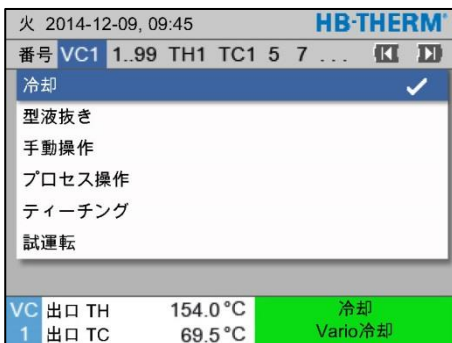 火 2014-12-09, 09:45 HB-THERM
番号 VC1 1..99 TH1 TC1 5 7 ...
冷却
型液抜き
手動操作
プロセス操作
ティーチング
試運転
VC 出口 TH 154.0 °C 冷却
1 出口 TC 69.5 °C Vario冷却